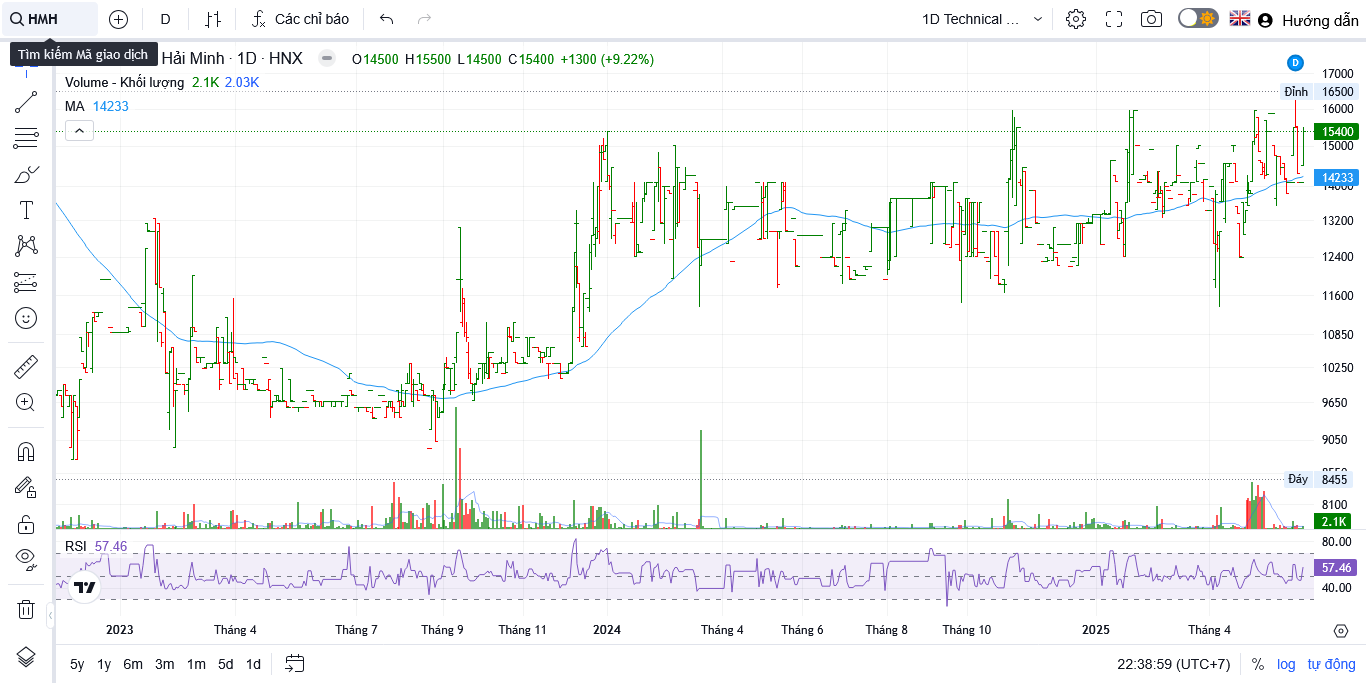 HMH
D
Các chỉ báo
1D Technical ...
Hướng dẫn
Tìm kiếm Mã giao dịch
Hải Minh · 1D · HNX
O14500 H15500 L14500 C15400 +1300 (+9.22%)
Volume - Khối lượng 2.1K 2.03K
MA 14233
D
17000
Đỉnh 16500
16000
15400
15000
14233
14000
13200
12400
11600
10850
10250
9650
9050
Đáy 8455
8100
2.1K
RSI 57.46
80.00
57.46
40.00
2023 Tháng 4 Tháng 7 Tháng 9 Tháng 11 2024 Tháng 4 Tháng 6 Tháng 8 Tháng 10 2025 Tháng 4
5y 1y 6m 3m 1m 5d 1d
22:38:59 (UTC+7) % log tự động